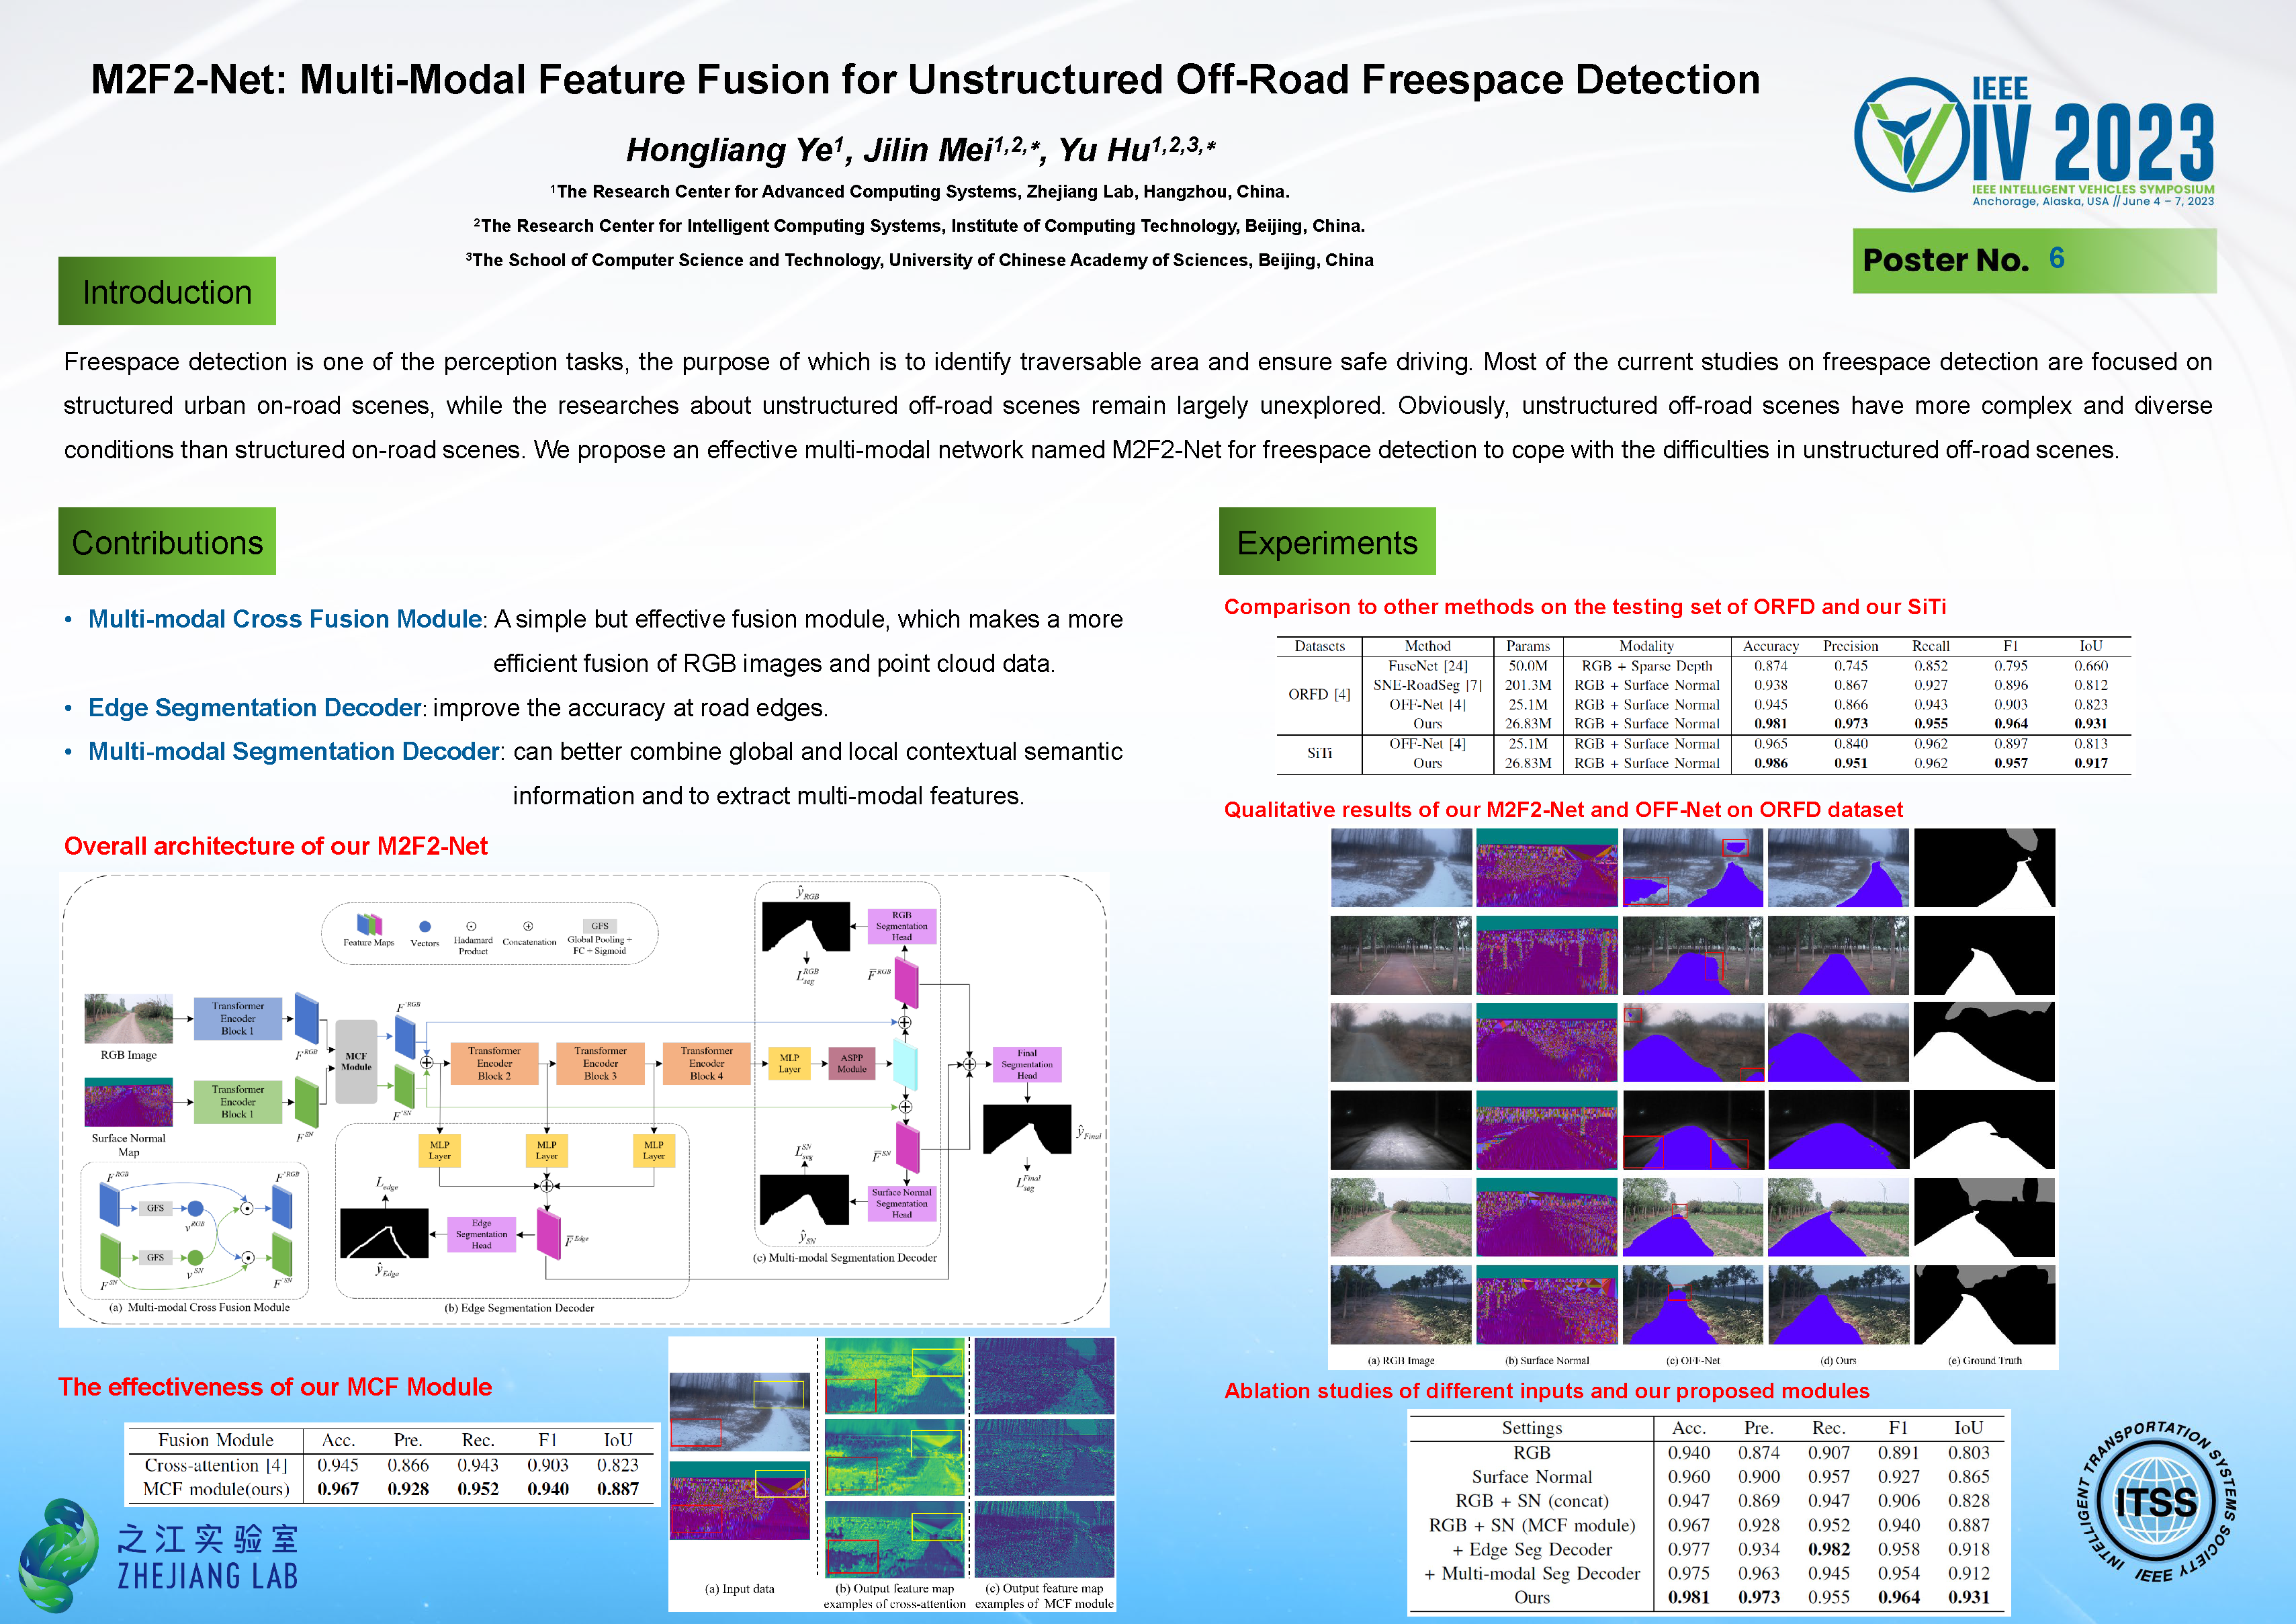 M2F2-Net: Multi-Modal Feature Fusion for Unstructured Off-Road Freespace Detection
Hongliang Ye1, Jilin Mei1,2,*, Yu Hu1,2,3,*
1The Research Center for Advanced Computing Systems, Zhejiang Lab, Hangzhou, China.
2The Research Center for Intelligent Computing Systems, Institute of Computing Technology, Beijing, China.
3The School of Computer Science and Technology, University of Chinese Academy of Sciences, Beijing, China
IEEE
IV 2023
IEEE INTELLIGENT VEHICLES SYMPOSIUM
Anchorage, Alaska, USA // June 4 – 7, 2023
Poster No. 6
Introduction
Freespace detection is one of the perception tasks, the purpose of which is to identify traversable area and ensure safe driving. Most of the current studies on freespace detection are focused on
structured urban on-road scenes, while the researches about unstructured off-road scenes remain largely unexplored. Obviously, unstructured off-road scenes have more complex and diverse
conditions than structured on-road scenes. We propose an effective multi-modal network named M2F2-Net for freespace detection to cope with the difficulties in unstructured off-road scenes.
Contributions
• Multi-modal Cross Fusion Module: A simple but effective fusion module, which makes a more
efficient fusion of RGB images and point cloud data.
• Edge Segmentation Decoder: improve the accuracy at road edges.
• Multi-modal Segmentation Decoder: can better combine global and local contextual semantic
information and to extract multi-modal features.
Overall architecture of our M2F2-Net
Feature Maps
Vectors
Hadamard
Product
Concatenation
GFS
Global Pooling +
FC + Sigmoid
RGB Image
Transformer
Encoder
Block 1
F^RGB
Surface Normal
Map
Transformer
Encoder
Block 1
F^SN
MCF
Module
F'^RGB
F'^SN
Transformer
Encoder
Block 2
Transformer
Encoder
Block 3
Transformer
Encoder
Block 4
MLP
Layer
ASPP
Module
ŷ_RGB
RGB
Segmentation
Head
L_seg^RGB
F̅^RGB
L_seg^SN
F̅^SN
Surface Normal
Segmentation
Head
ŷ_SN
(c) Multi-modal Segmentation Decoder
Final
Segmentation
Head
ŷ_Final
L_seg^Final
F^RGB
F'^RGB
GFS
v^RGB
GFS
v^SN
F^SN
F'^SN
(a) Multi-modal Cross Fusion Module
MLP
Layer
MLP
Layer
MLP
Layer
L_edge
Edge
Segmentation
Head
F̅^Edge
ŷ_Edge
(b) Edge Segmentation Decoder
The effectiveness of our MCF Module
Fusion Module Acc. Pre. Rec. F1 IoU
Cross-attention [4] 0.945 0.866 0.943 0.903 0.823
MCF module(ours) 0.967 0.928 0.952 0.940 0.887
(a) Input data
(b) Output feature map
examples of cross-attention
(c) Output feature map
examples of MCF module
之江实验室
ZHEJIANG LAB
Experiments
Comparison to other methods on the testing set of ORFD and our SiTi
Datasets Method Params Modality Accuracy Precision Recall F1 IoU
ORFD [4]
FuseNet [24] 50.0M RGB + Sparse Depth 0.874 0.745 0.852 0.795 0.660
SNE-RoadSeg [7] 201.3M RGB + Surface Normal 0.938 0.867 0.927 0.896 0.812
OFF-Net [4] 25.1M RGB + Surface Normal 0.945 0.866 0.943 0.903 0.823
Ours 26.83M RGB + Surface Normal 0.981 0.973 0.955 0.964 0.931
SiTi
OFF-Net [4] 25.1M RGB + Surface Normal 0.965 0.840 0.962 0.897 0.813
Ours 26.83M RGB + Surface Normal 0.986 0.951 0.962 0.957 0.917
Qualitative results of our M2F2-Net and OFF-Net on ORFD dataset
(a) RGB Image (b) Surface Normal (c) OFF-Net (d) Ours (e) Ground Truth
Ablation studies of different inputs and our proposed modules
Settings Acc. Pre. Rec. F1 IoU
RGB 0.940 0.874 0.907 0.891 0.803
Surface Normal 0.960 0.900 0.957 0.927 0.865
RGB + SN (concat) 0.947 0.869 0.947 0.906 0.828
RGB + SN (MCF module) 0.967 0.928 0.952 0.940 0.887
+ Edge Seg Decoder 0.977 0.934 0.982 0.958 0.918
+ Multi-modal Seg Decoder 0.975 0.963 0.945 0.954 0.912
Ours 0.981 0.973 0.955 0.964 0.931
INTELLIGENT TRANSPORTATION SYSTEMS SOCIETY
ITSS
IEEE